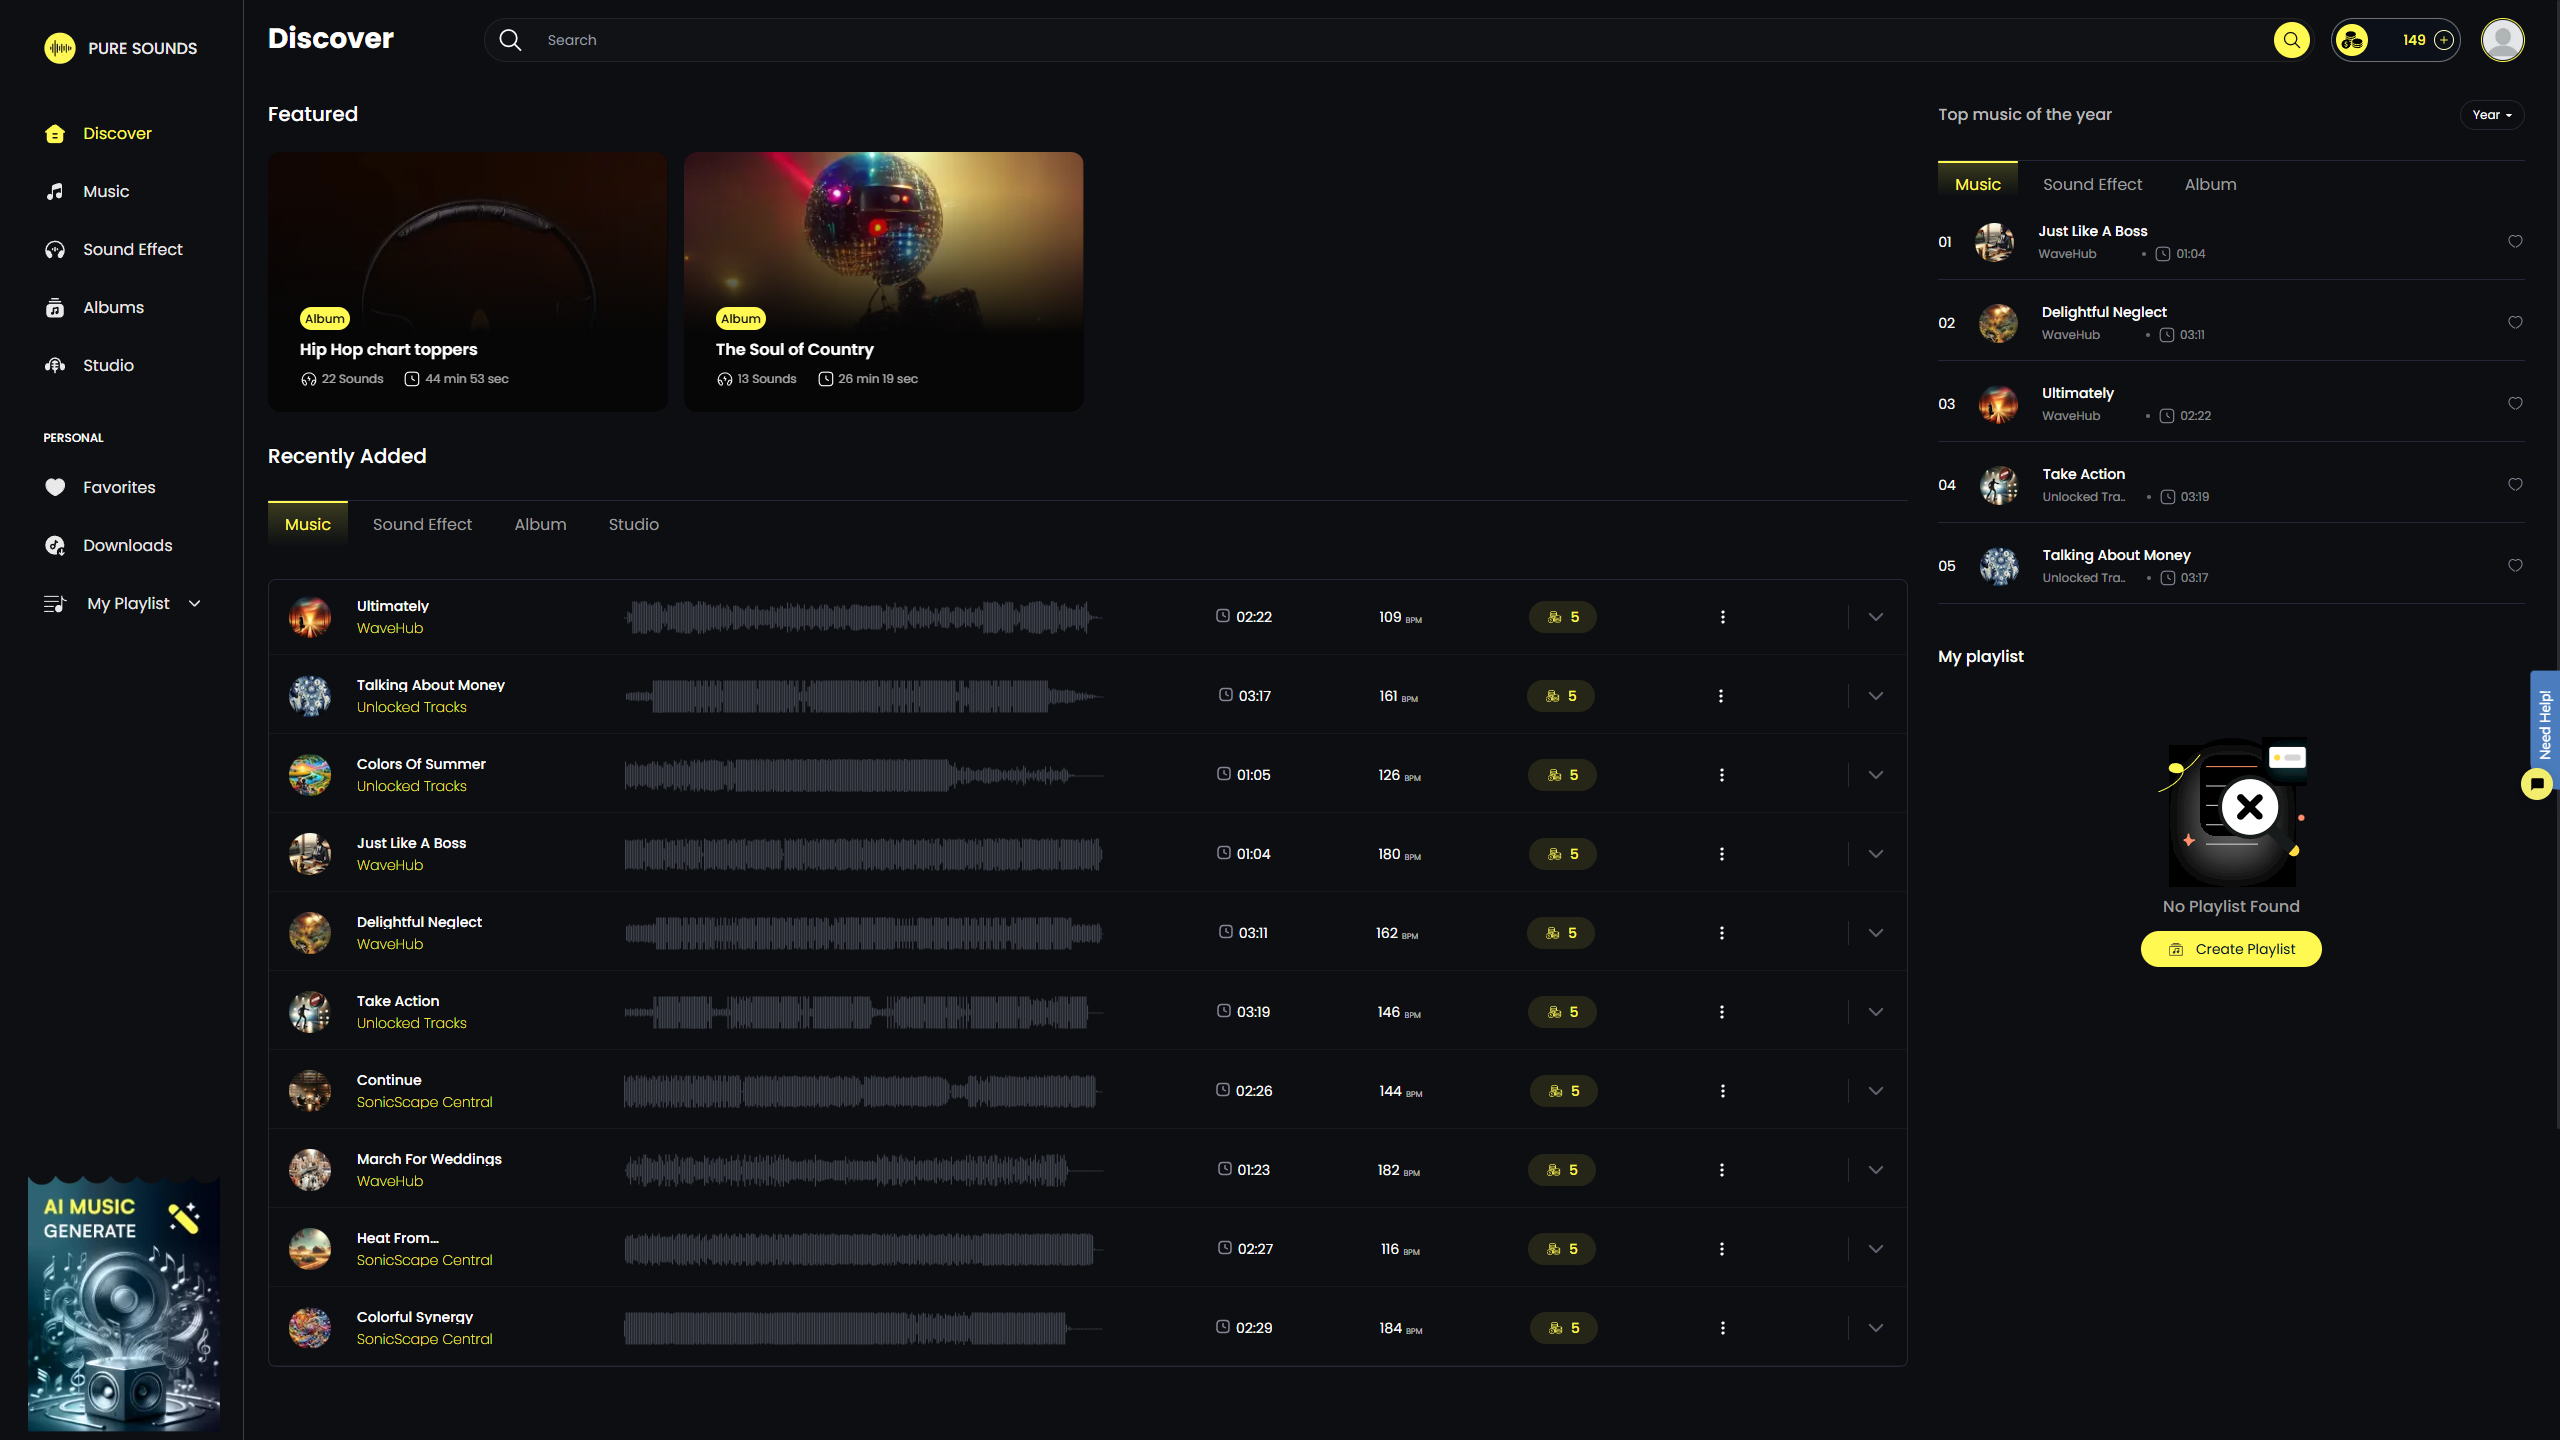 PURE SOUNDS
Discover
Music
Sound Effect
Albums
Studio
PERSONAL
Favorites
Downloads
My Playlist
AI MUSIC
GENERATE
Discover
Search
149
Featured
Album
Hip Hop chart toppers
22 Sounds 44 min 53 sec
Album
The Soul of Country
13 Sounds 26 min 19 sec
Recently Added
Music Sound Effect Album Studio
Ultimately
WaveHub
02:22 109 BPM 5
Talking About Money
Unlocked Tracks
03:17 161 BPM 5
Colors Of Summer
Unlocked Tracks
01:05 126 BPM 5
Just Like A Boss
WaveHub
01:04 180 BPM 5
Delightful Neglect
WaveHub
03:11 162 BPM 5
Take Action
Unlocked Tracks
03:19 146 BPM 5
Continue
SonicScape Central
02:26 144 BPM 5
March For Weddings
WaveHub
01:23 182 BPM 5
Heat From...
SonicScape Central
02:27 116 BPM 5
Colorful Synergy
SonicScape Central
02:29 184 BPM 5
Top music of the year
Year
Music Sound Effect Album
01
Just Like A Boss
WaveHub • 01:04
02
Delightful Neglect
WaveHub • 03:11
03
Ultimately
WaveHub • 02:22
04
Take Action
Unlocked Tra.. • 03:19
05
Talking About Money
Unlocked Tra.. • 03:17
My playlist
No Playlist Found
Create Playlist
Need Help!